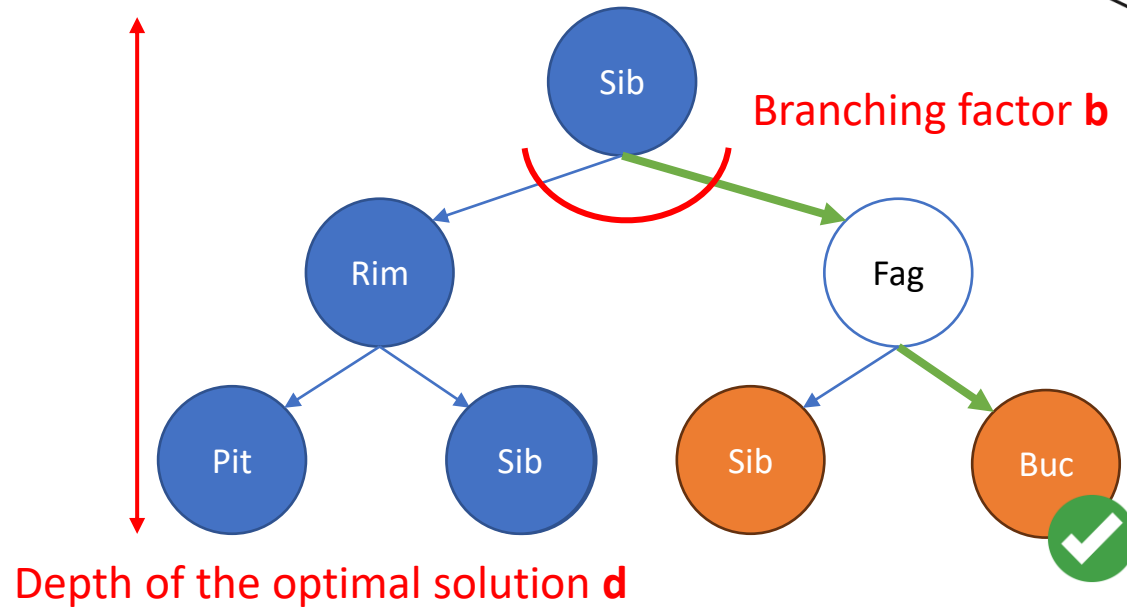 Sib
Branching factor b
Rim
Fag
Pit
Sib
Sib
Buc
Depth of the optimal solution d